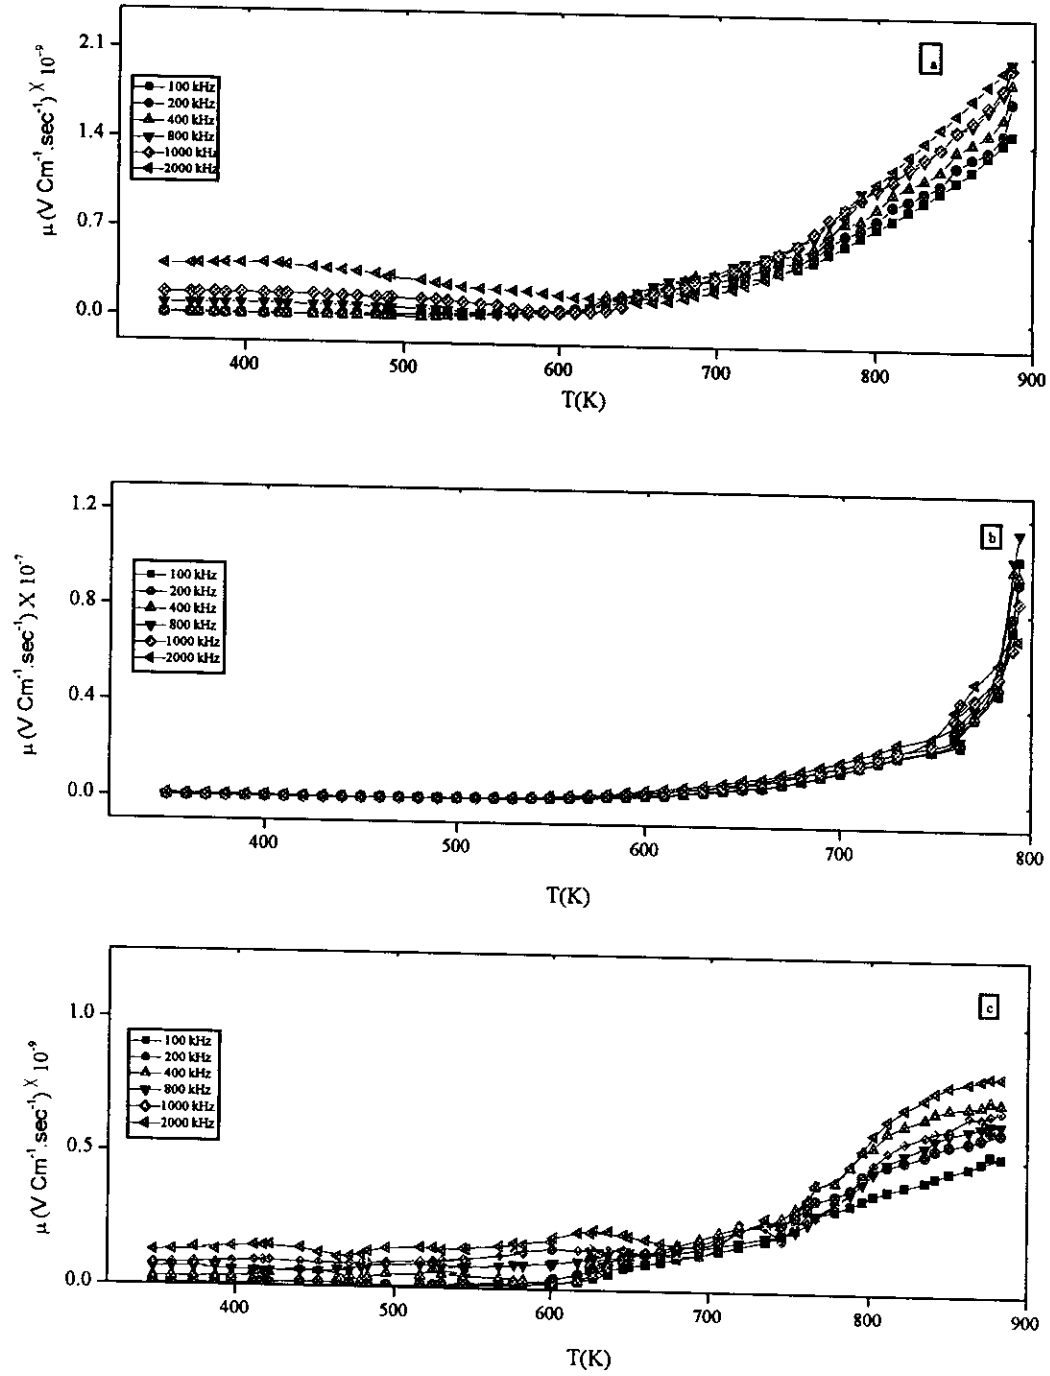 2.1
1.4
0.7
0.0
μ (V Cm⁻¹.sec⁻¹) X 10⁻⁹
a
100 kHz
200 kHz
400 kHz
800 kHz
1000 kHz
2000 kHz
400 500 600 700 800 900
T(K)
1.2
0.8
0.4
0.0
μ (V Cm⁻¹.sec⁻¹) X 10⁻⁷
b
100 kHz
200 kHz
400 kHz
800 kHz
1000 kHz
2000 kHz
400 500 600 700 800
T(K)
1.0
0.5
0.0
μ (V Cm⁻¹.sec⁻¹) X 10⁻⁹
c
100 kHz
200 kHz
400 kHz
800 kHz
1000 kHz
2000 kHz
400 500 600 700 800 900
T(K)